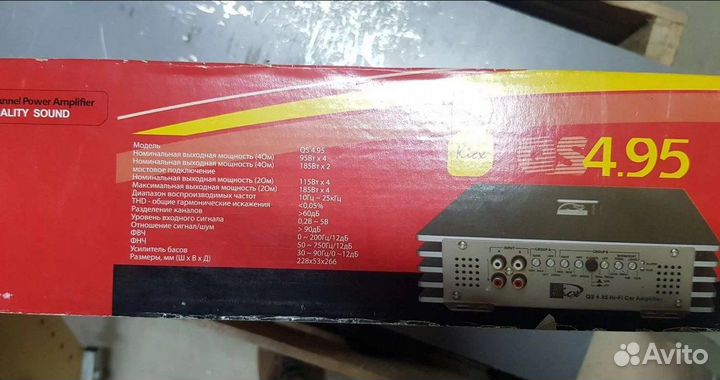 nnel Power Amplifier
ALITY SOUND
Модель QS 4.95
Номинальная выходная мощность (4Ом) 95Вт x 4
Номинальная выходная мощность (4Ом) 185Вт x 2
мостовое подключение
Номинальная выходная мощность (2Ом) 115Вт x 4
Максимальная выходная мощность (2Ом) 185Вт x 4
Диапазон воспроизводимых частот 10Гц ~ 25кГц
THD - общие гармонические искажения <0,05%
Разделение каналов >60дБ
Уровень входного сигнала 0,2В ~ 5В
Отношение сигнал/шум > 90дБ
ФВЧ 0 ~ 200Гц/12дБ
ФНЧ 50 ~ 750Гц/12дБ
Усилитель басов 30 ~ 90Гц/0 ~12дБ
Размеры, мм (Ш х В х Д) 228x53x266
Kicx
QS4.95
INPUT
QS 4.95 Hi-Fi Car Amplifier
Avito